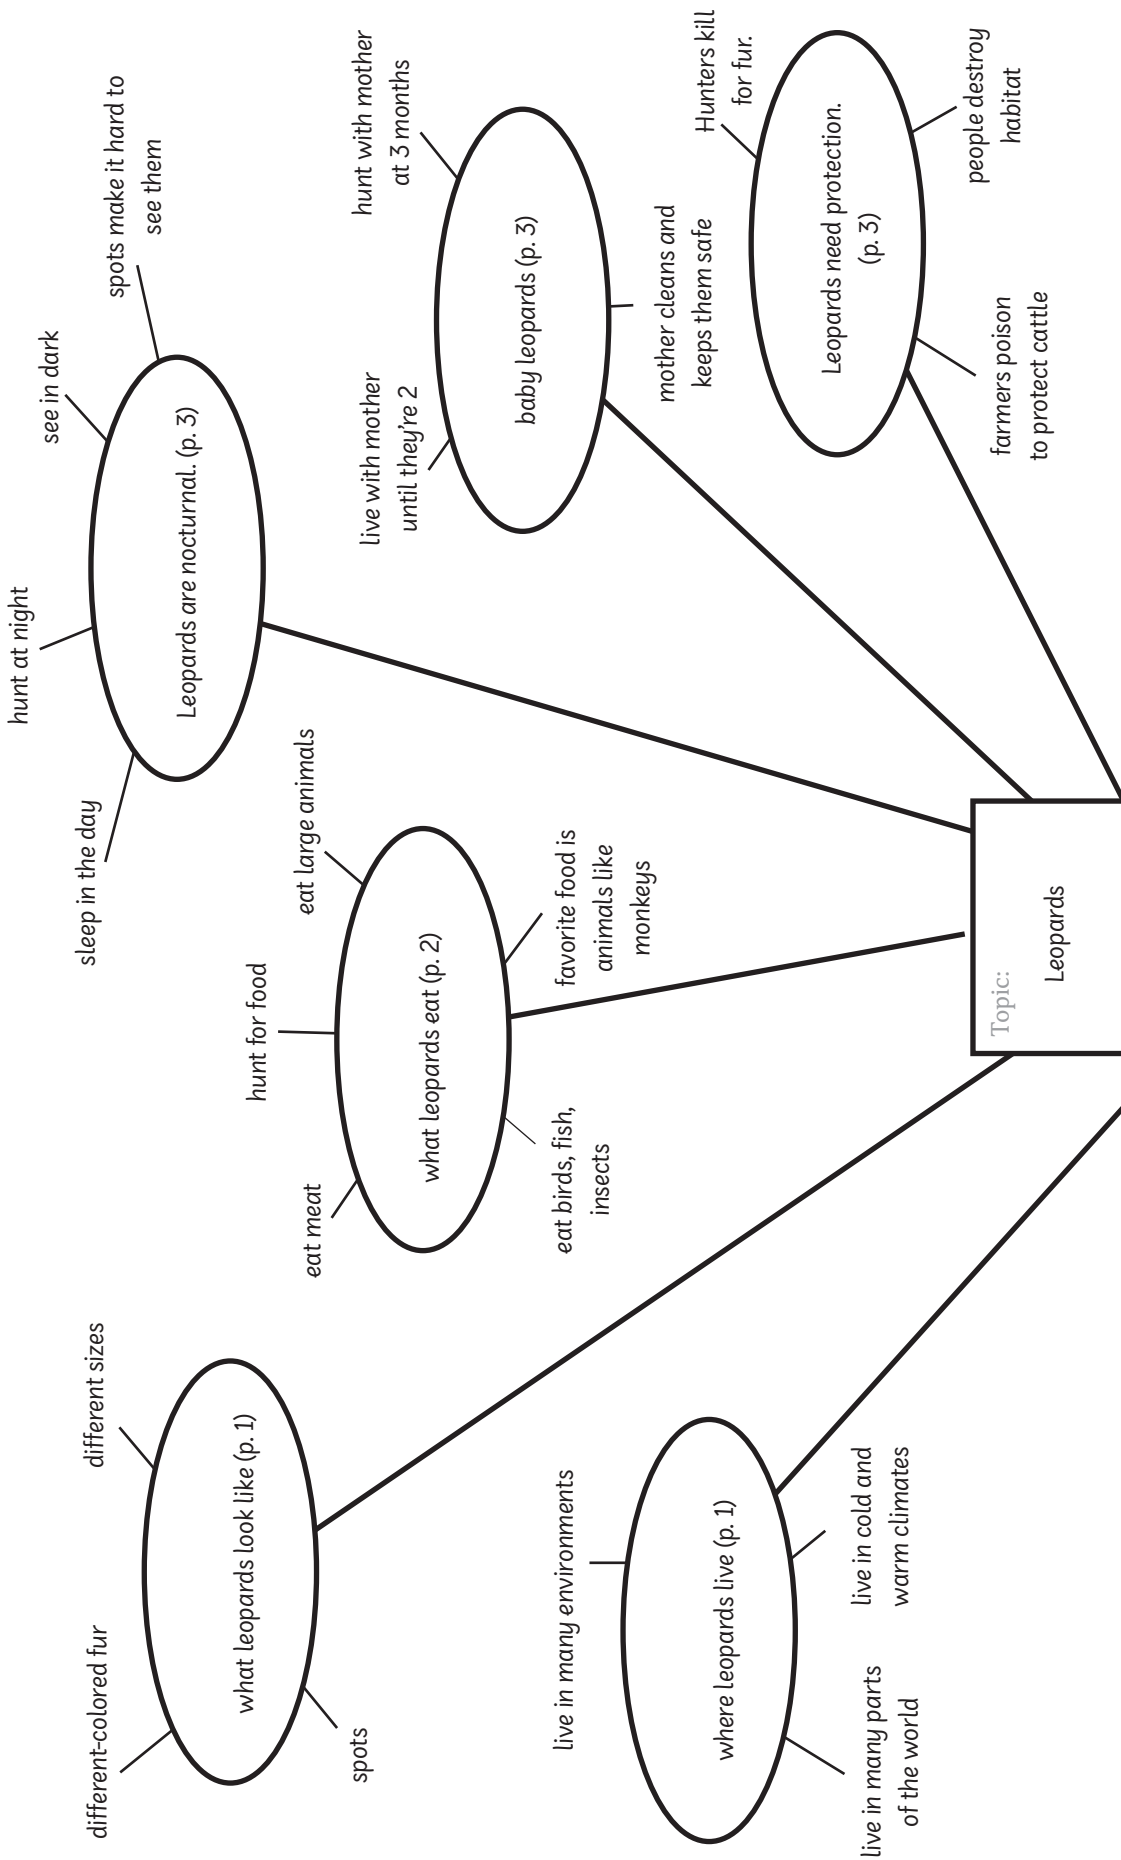 different-colored fur
different sizes
what leopards look like (p. 1)
spots
live in many environments
where leopards live (p. 1)
live in many parts
of the world
live in cold and
warm climates
eat meat
hunt for food
eat large animals
what leopards eat (p. 2)
eat birds, fish,
insects
favorite food is
animals like
monkeys
sleep in the day
hunt at night
see in dark
spots make it hard to
see them
Leopards are nocturnal. (p. 3)
live with mother
until they're 2
hunt with mother
at 3 months
baby leopards (p. 3)
mother cleans and
keeps them safe
Hunters kill
for fur.
Leopards need protection.
(p. 3)
farmers poison
to protect cattle
people destroy
habitat
Topic:
Leopards